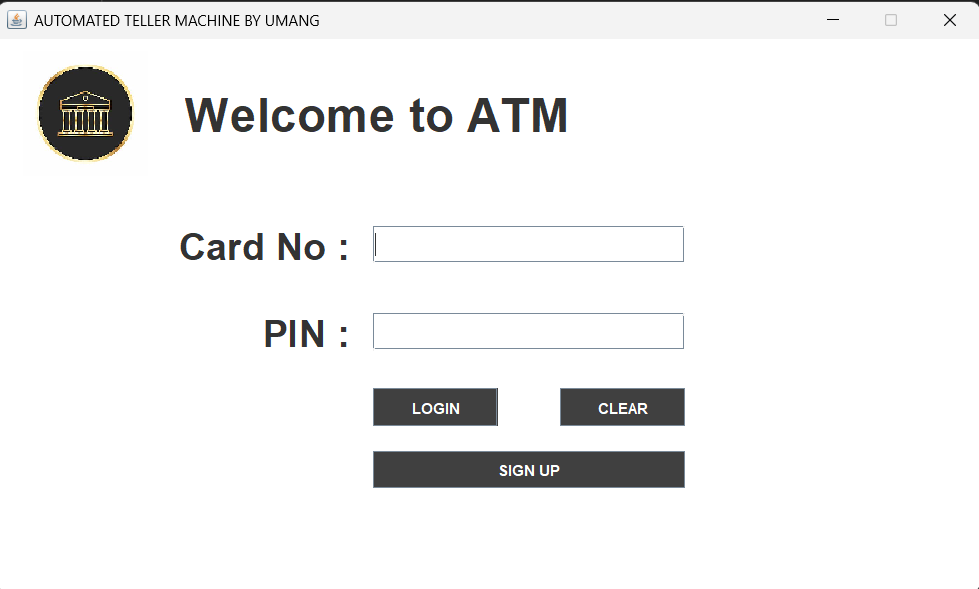 AUTOMATED TELLER MACHINE BY UMANG
Welcome to ATM
Card No :
PIN :
LOGIN CLEAR
SIGN UP